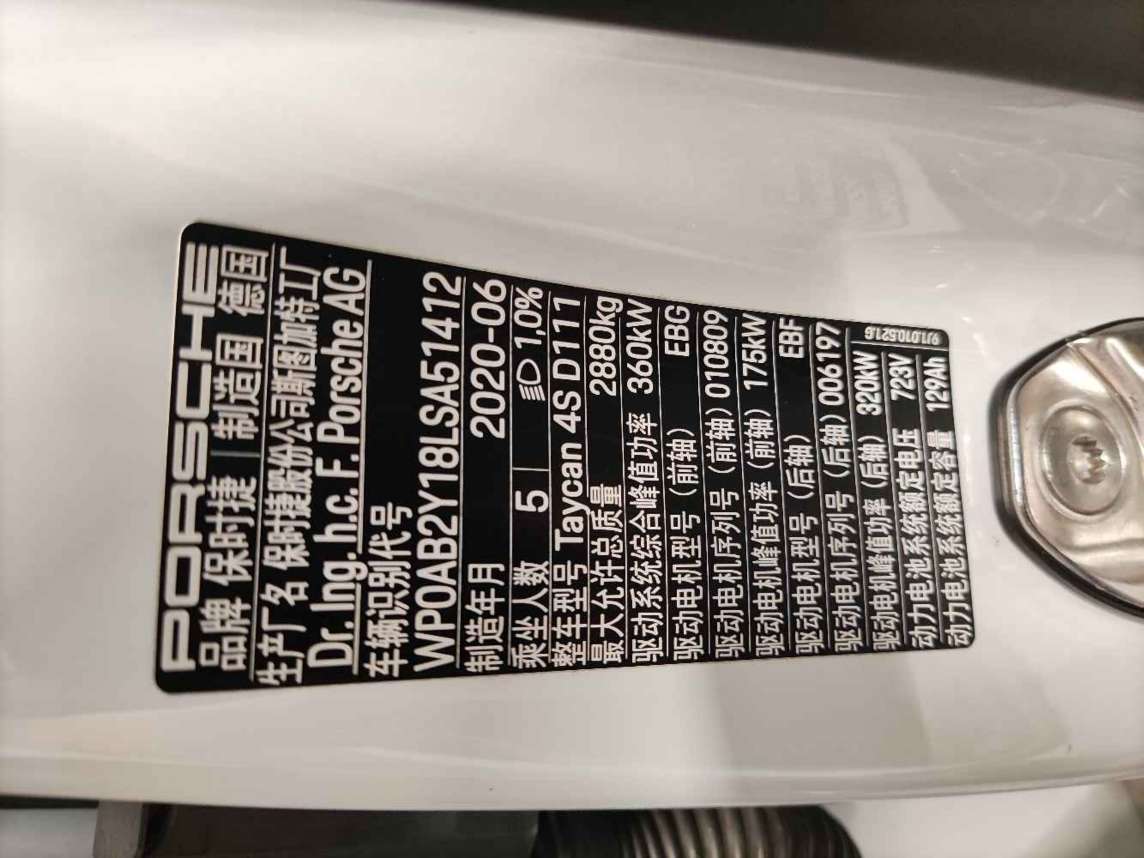 PORSCHE
品牌 保时捷 制造国 德国
生产厂名 保时捷股份公司斯图加特工厂
Dr. Ing. h.c. F. Porsche AG
车辆识别代号
WP0AB2Y18LSA51412
制造年月 2020-06
乘坐人数 5 1,0%
整车型号 Taycan 4S D111
最大允许总质量 2880kg
驱动系统综合峰值功率 360kW
驱动电机型号（前轴） EBG
驱动电机序列号（前轴）010809
驱动电机峰值功率（前轴）175kW
驱动电机型号（后轴） EBF
驱动电机序列号（后轴）006197
驱动电机峰值功率（后轴） 320kW
动力电池系统额定电压 723V
动力电池系统额定容量 129Ah
9J1.010.521.G